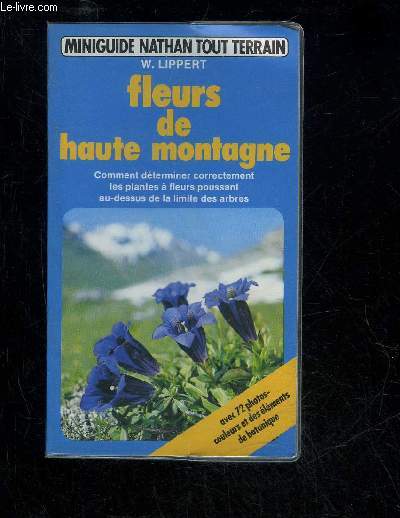 Le-livre.com
MINIGUIDE NATHAN TOUT TERRAIN
W. LIPPERT
fleurs
de
haute montagne
Comment déterminer correctement
les plantes à fleurs poussant
au-dessus de la limite des arbres
avec 72 photos-
couleurs et des éléments
de botanique